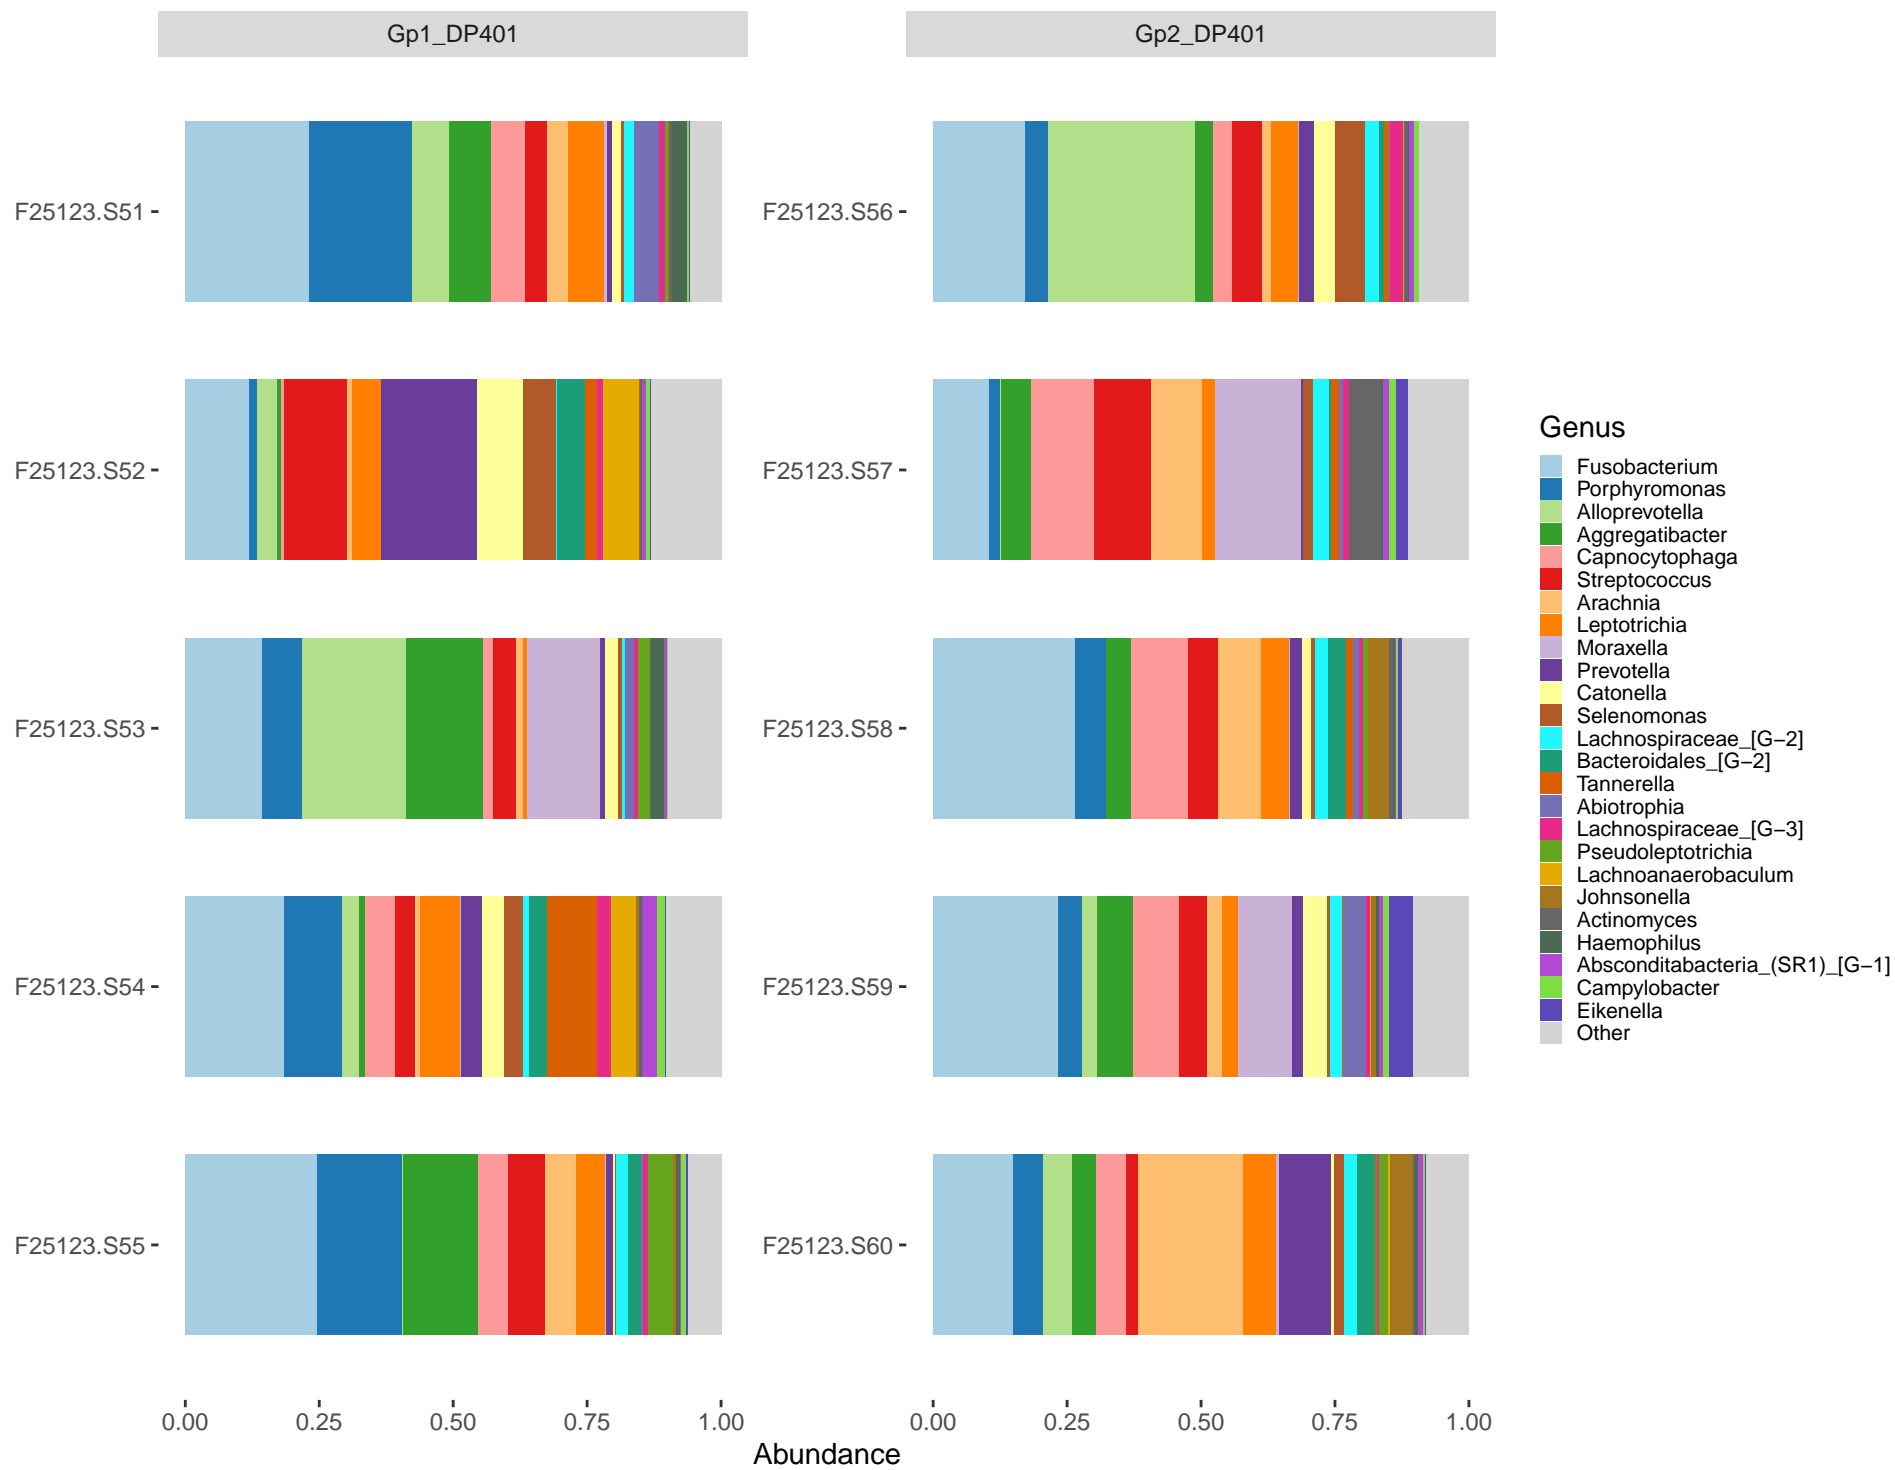 Gp1_DP401
Gp2_DP401
F25123.S51
F25123.S52
F25123.S53
F25123.S54
F25123.S55
F25123.S56
F25123.S57
F25123.S58
F25123.S59
F25123.S60
0.00 0.25 0.50 0.75 1.00
0.00 0.25 0.50 0.75 1.00
Abundance
Genus
Fusobacterium
Porphyromonas
Alloprevotella
Aggregatibacter
Capnocytophaga
Streptococcus
Arachnia
Leptotrichia
Moraxella
Prevotella
Catonella
Selenomonas
Lachnospiraceae_[G−2]
Bacteroidales_[G−2]
Tannerella
Abiotrophia
Lachnospiraceae_[G−3]
Pseudoleptotrichia
Lachnoanaerobaculum
Johnsonella
Actinomyces
Haemophilus
Absconditabacteria_(SR1)_[G−1]
Campylobacter
Eikenella
Other